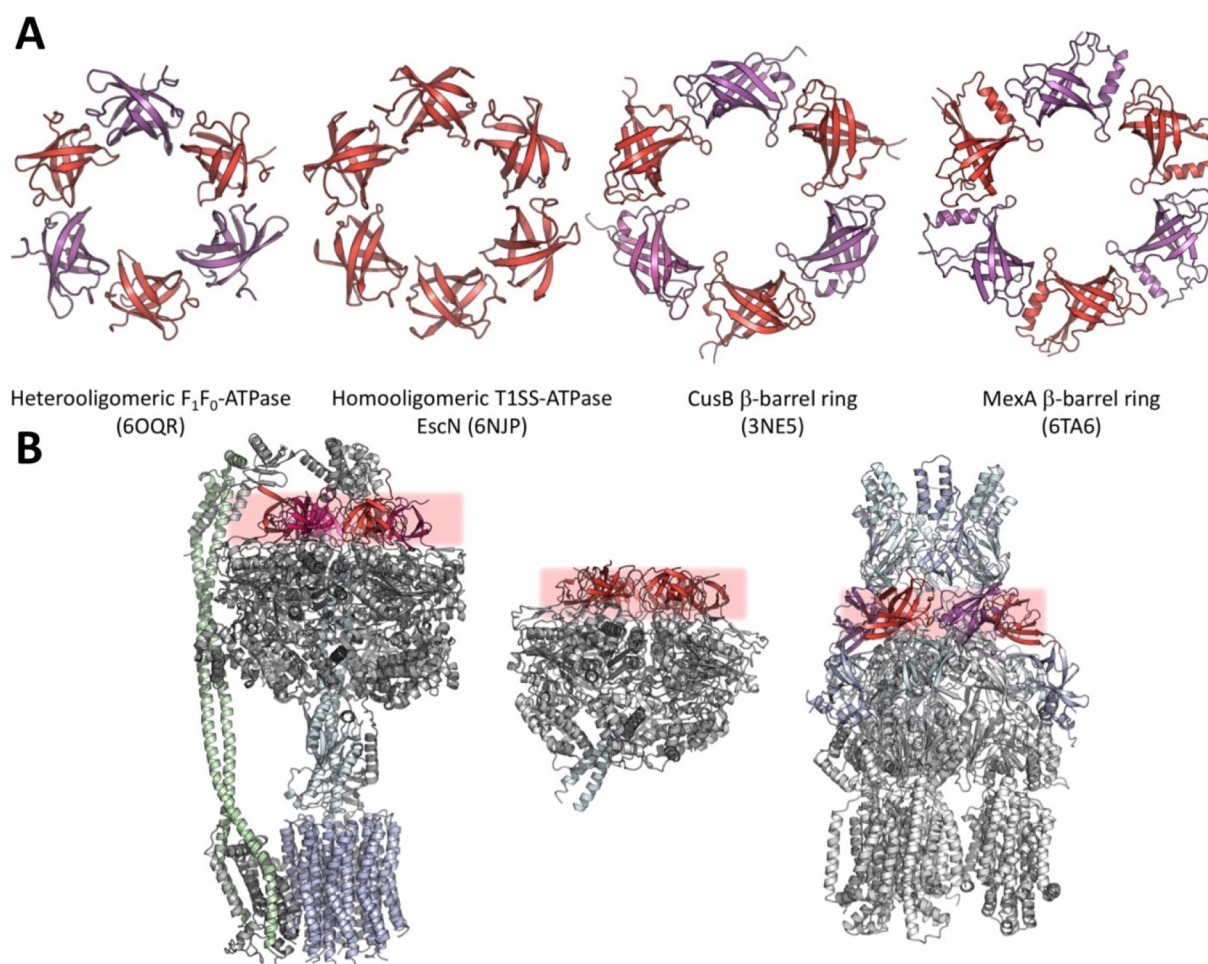 A
Heterooligomeric F₁F₀-ATPase
(6OQR)
Homooligomeric T1SS-ATPase
EscN (6NJP)
CusB β-barrel ring
(3NE5)
MexA β-barrel ring
(6TA6)
B